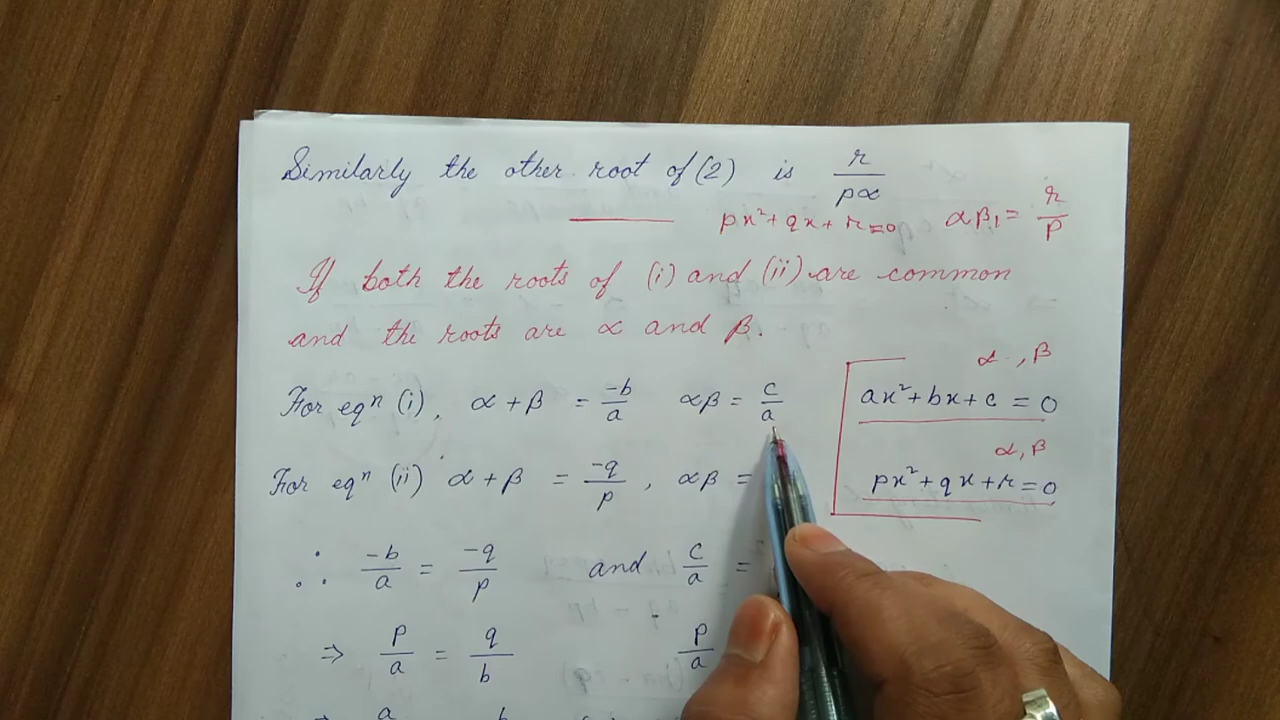 Similarly the other root of (2) is r/pα
px²+qx+r=0 αβ₁= r/p
If both the roots of (i) and (ii) are common
and the roots are α and β.
α, β
For eqⁿ (i), α+β = -b/a αβ = c/a
ax²+bx+c = 0
α, β
For eqⁿ (ii) α+β = -q/p, αβ =
px²+qx+r=0
∴ -b/a = -q/p and c/a =
⇒ p/a = q/b p/a
a b